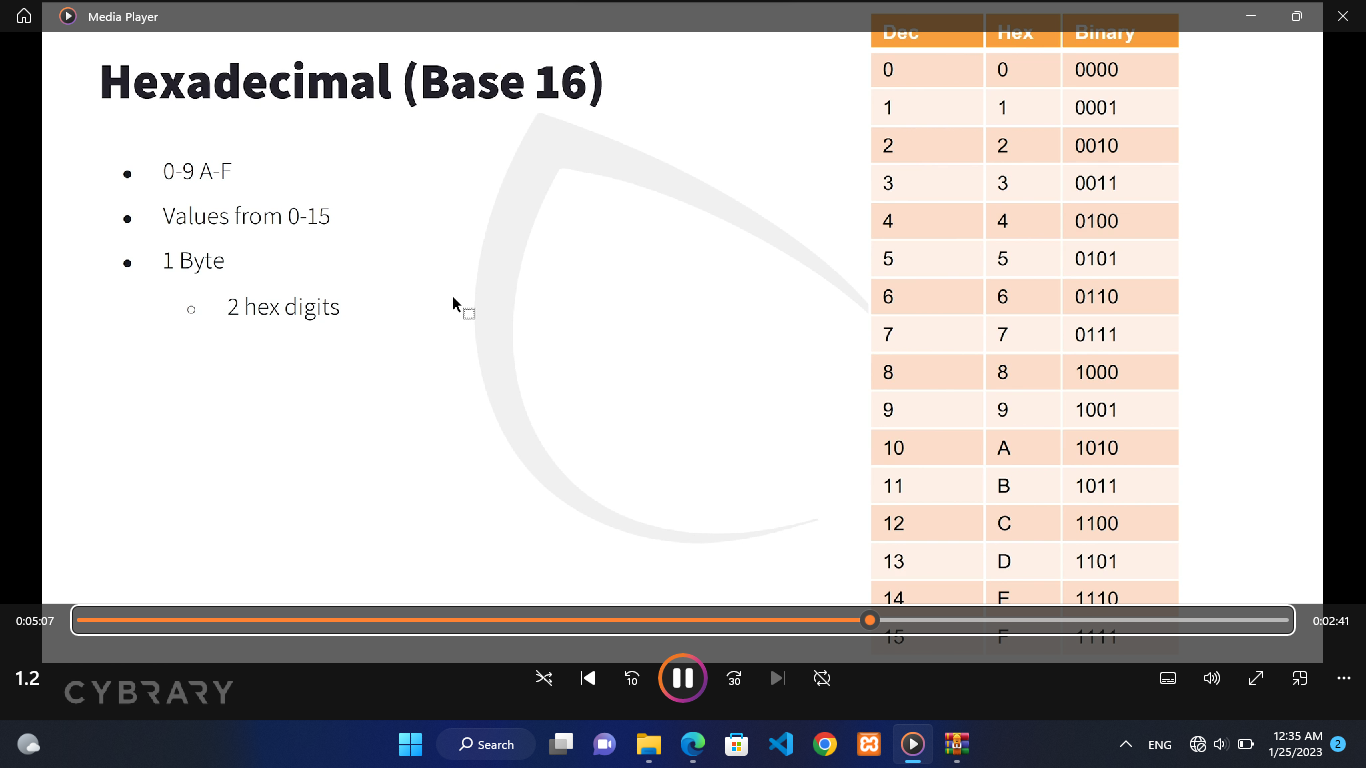 Media Player
Hexadecimal (Base 16)
0-9 A-F
Values from 0-15
1 Byte
2 hex digits
Dec Hex Binary
0 0 0000
1 1 0001
2 2 0010
3 3 0011
4 4 0100
5 5 0101
6 6 0110
7 7 0111
8 8 1000
9 9 1001
10 A 1010
11 B 1011
12 C 1100
13 D 1101
14 E 1110
15 F 1111
0:05:07 0:02:41
1.2 CYBRARY
10 30
Search
ENG 12:35 AM
1/25/2023 2